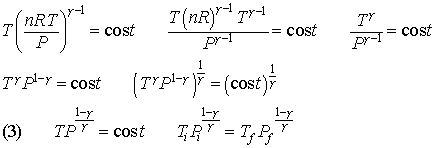 T(nRT/P)^(γ−1) = cost   T(nR)^(γ−1) T^(γ−1) / P^(γ−1) = cost   T^γ / P^(γ−1) = cost
T^γ P^(1−γ) = cost   (T^γ P^(1−γ))^(1/γ) = (cost)^(1/γ)
(3)   TP^((1−γ)/γ) = cost   T_i P_i^((1−γ)/γ) = T_f P_f^((1−γ)/γ)